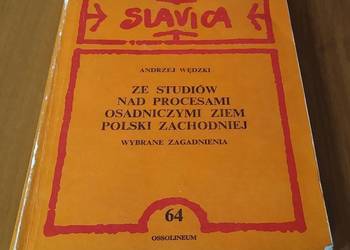 SLAVICA
ANDRZEJ WĘDZKI
ZE STUDIÓW
NAD PROCESAMI
OSADNICZYMI ZIEM
POLSKI ZACHODNIEJ
WYBRANE ZAGADNIENIA
64
OSSOLINEUM